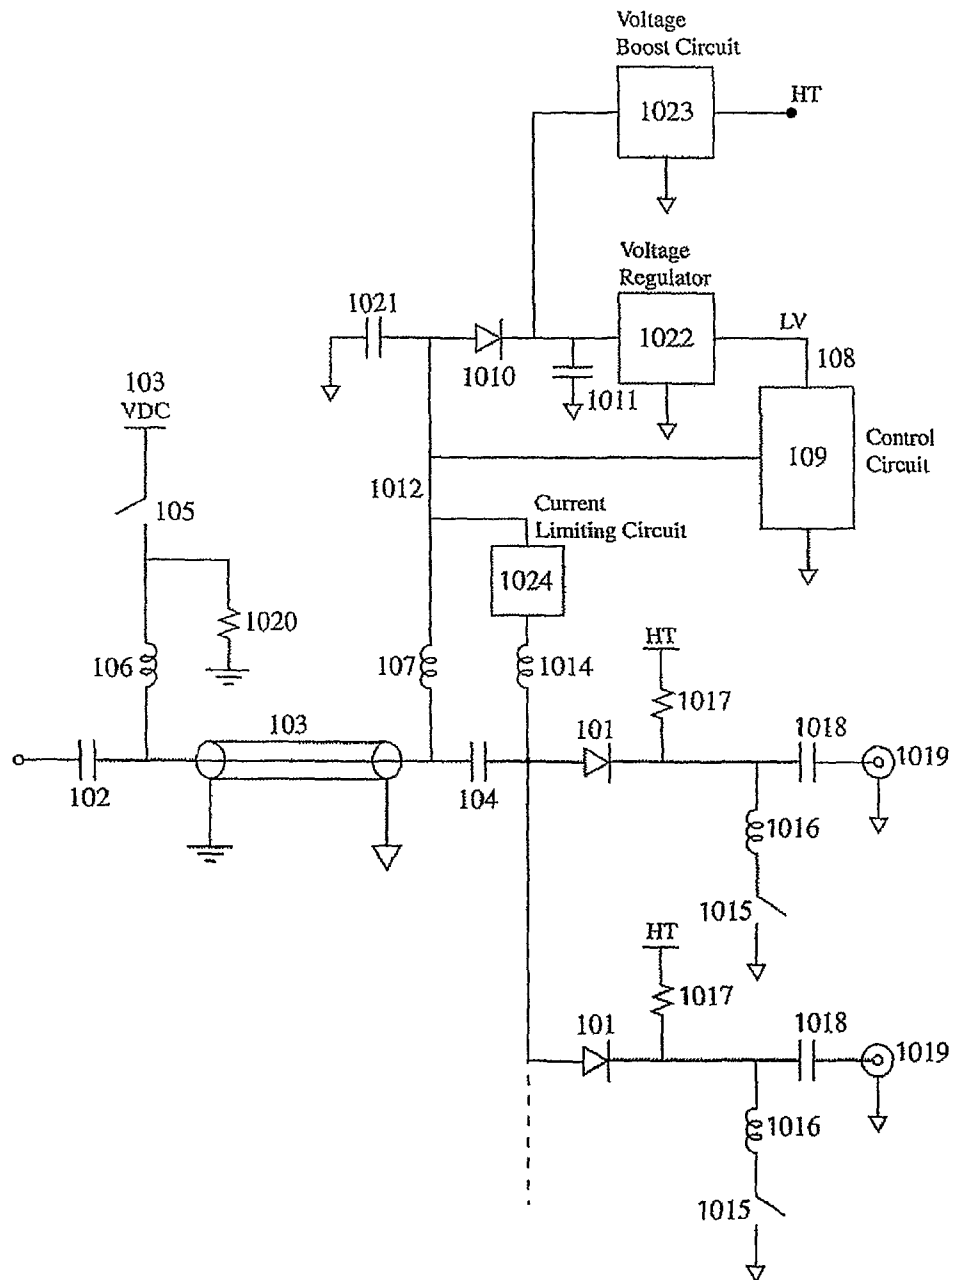 Voltage
Boost Circuit
1023
HT
Voltage
Regulator
1021
1022
LV
108
1010
1011
103
VDC
109
Control
Circuit
1012
105
Current
Limiting Circuit
1024
1020
HT
106
107
1014
1017
103
101
1018
1019
102
104
1016
1015
HT
1017
101
1018
1019
1016
1015